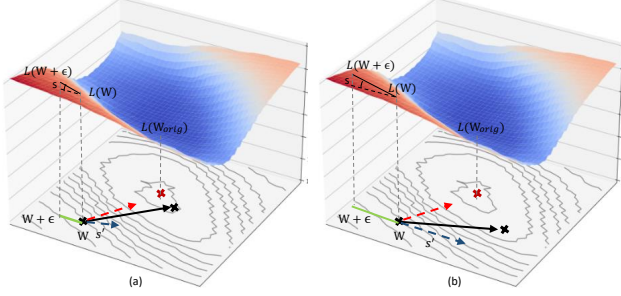 L(W + ϵ)
s
L(W)
L(W_orig)
W + ϵ
W
s'
(a)
L(W + ϵ)
s
L(W)
L(W_orig)
W + ϵ
W
s'
(b)